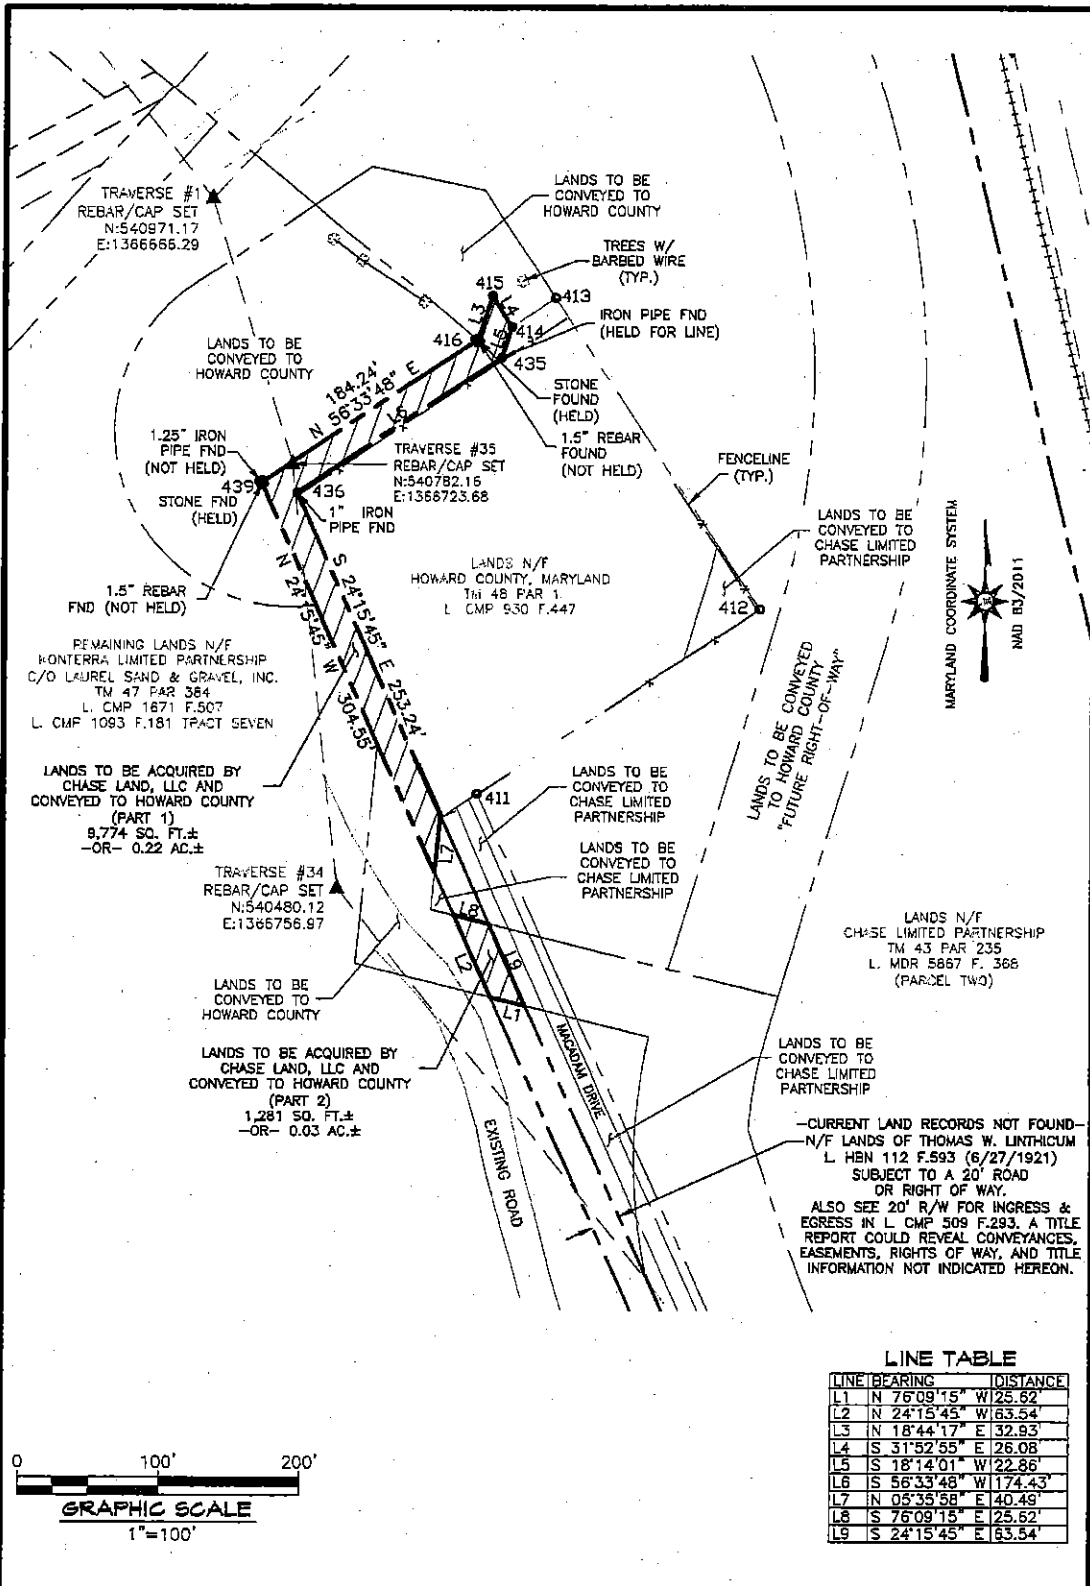 TRAVERSE #1
REBAR/CAP SET
N:540971.17
E:1366666.29
LANDS TO BE
CONVEYED TO
HOWARD COUNTY
TREES W/
BARBED WIRE
(TYP.)
415
413
L3
L4
414
IRON PIPE FND
(HELD FOR LINE)
416
L5
435
LANDS TO BE
CONVEYED TO
HOWARD COUNTY
184.24'
N 56°33'48" E
L6
STONE
FOUND
(HELD)
1.5" REBAR
FOUND
(NOT HELD)
1.25" IRON
PIPE FND
(NOT HELD)
439
STONE FND
(HELD)
436
1" IRON
PIPE FND
TRAVERSE #35
REBAR/CAP SET
N:540782.16
E:1366723.68
FENCELINE
(TYP.)
LANDS TO BE
CONVEYED TO
CHASE LIMITED
PARTNERSHIP
MARYLAND COORDINATE SYSTEM
NAD 83/2011
1.5" REBAR
FND (NOT HELD)
LANDS N/F
HOWARD COUNTY, MARYLAND
TM 48 PAR 1
L. CMP 930 F.447
412
N 24°15'45" W
304.55'
S 24°15'45" E 253.24'
REMAINING LANDS N/F
KONTERRA LIMITED PARTNERSHIP
C/O LAUREL SAND & GRAVEL, INC.
TM 47 PAR 384
L. CMP 1671 F.507
L. CMP 1093 F.181 TRACT SEVEN
LANDS TO BE CONVEYED
TO HOWARD COUNTY
"FUTURE RIGHT-OF-WAY"
LANDS TO BE ACQUIRED BY
CHASE LAND, LLC AND
CONVEYED TO HOWARD COUNTY
(PART 1)
9,774 SQ. FT.±
-OR- 0.22 AC.±
411
LANDS TO BE
CONVEYED TO
CHASE LIMITED
PARTNERSHIP
L7
LANDS TO BE
CONVEYED TO
CHASE LIMITED
PARTNERSHIP
TRAVERSE #34
REBAR/CAP SET
N:540480.12
E:1366756.97
L8
LANDS N/F
CHASE LIMITED PARTNERSHIP
TM 43 PAR 235
L. MDR 5867 F. 368
(PARCEL TWO)
L2
L9
L1
LANDS TO BE
CONVEYED TO
HOWARD COUNTY
LANDS TO BE ACQUIRED BY
CHASE LAND, LLC AND
CONVEYED TO HOWARD COUNTY
(PART 2)
1,281 SQ. FT.±
-OR- 0.03 AC.±
MACADAM DRIVE
EXISTING ROAD
LANDS TO BE
CONVEYED TO
CHASE LIMITED
PARTNERSHIP
-CURRENT LAND RECORDS NOT FOUND-
N/F LANDS OF THOMAS W. LINTHICUM
L. HBN 112 F.593 (6/27/1921)
SUBJECT TO A 20' ROAD
OR RIGHT OF WAY.
ALSO SEE 20' R/W FOR INGRESS &
EGRESS IN L. CMP 509 F.293. A TITLE
REPORT COULD REVEAL CONVEYANCES,
EASEMENTS, RIGHTS OF WAY, AND TITLE
INFORMATION NOT INDICATED HEREON.
LINE TABLE
LINE BEARING DISTANCE
L1 N 76°09'15" W 25.62'
L2 N 24°15'45" W 63.54'
L3 N 18°44'17" E 32.93'
L4 S 31°52'55" E 26.08'
L5 S 18°14'01" W 22.86'
L6 S 56°33'48" W 174.43'
L7 N 05°35'58" E 40.49'
L8 S 76°09'15" E 25.62'
L9 S 24°15'45" E 63.54'
0 100' 200'
GRAPHIC SCALE
1"=100'